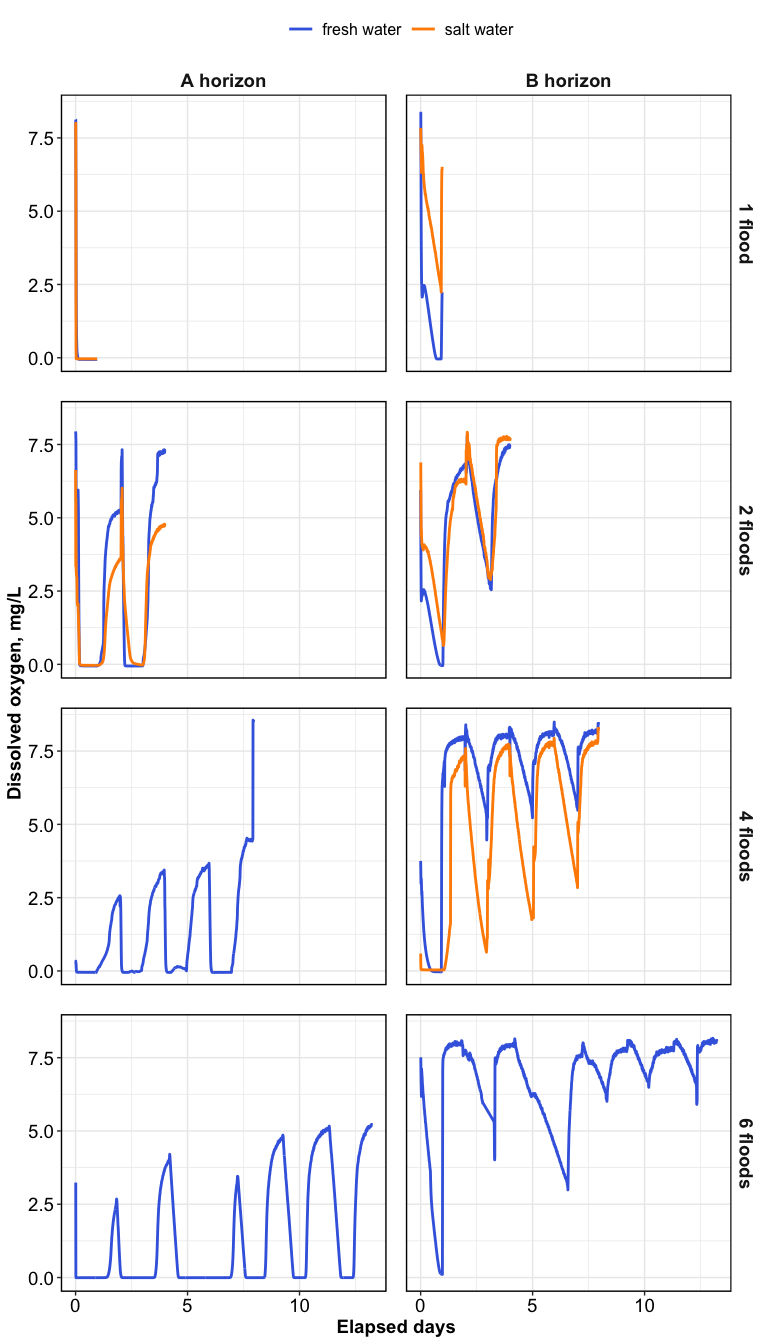 fresh water salt water
A horizon B horizon
7.5
5.0
2.5
0.0
1 flood
7.5
5.0
2.5
0.0
2 floods
Dissolved oxygen, mg/L
7.5
5.0
2.5
0.0
4 floods
7.5
5.0
2.5
0.0
6 floods
0 5 10 0 5 10
Elapsed days